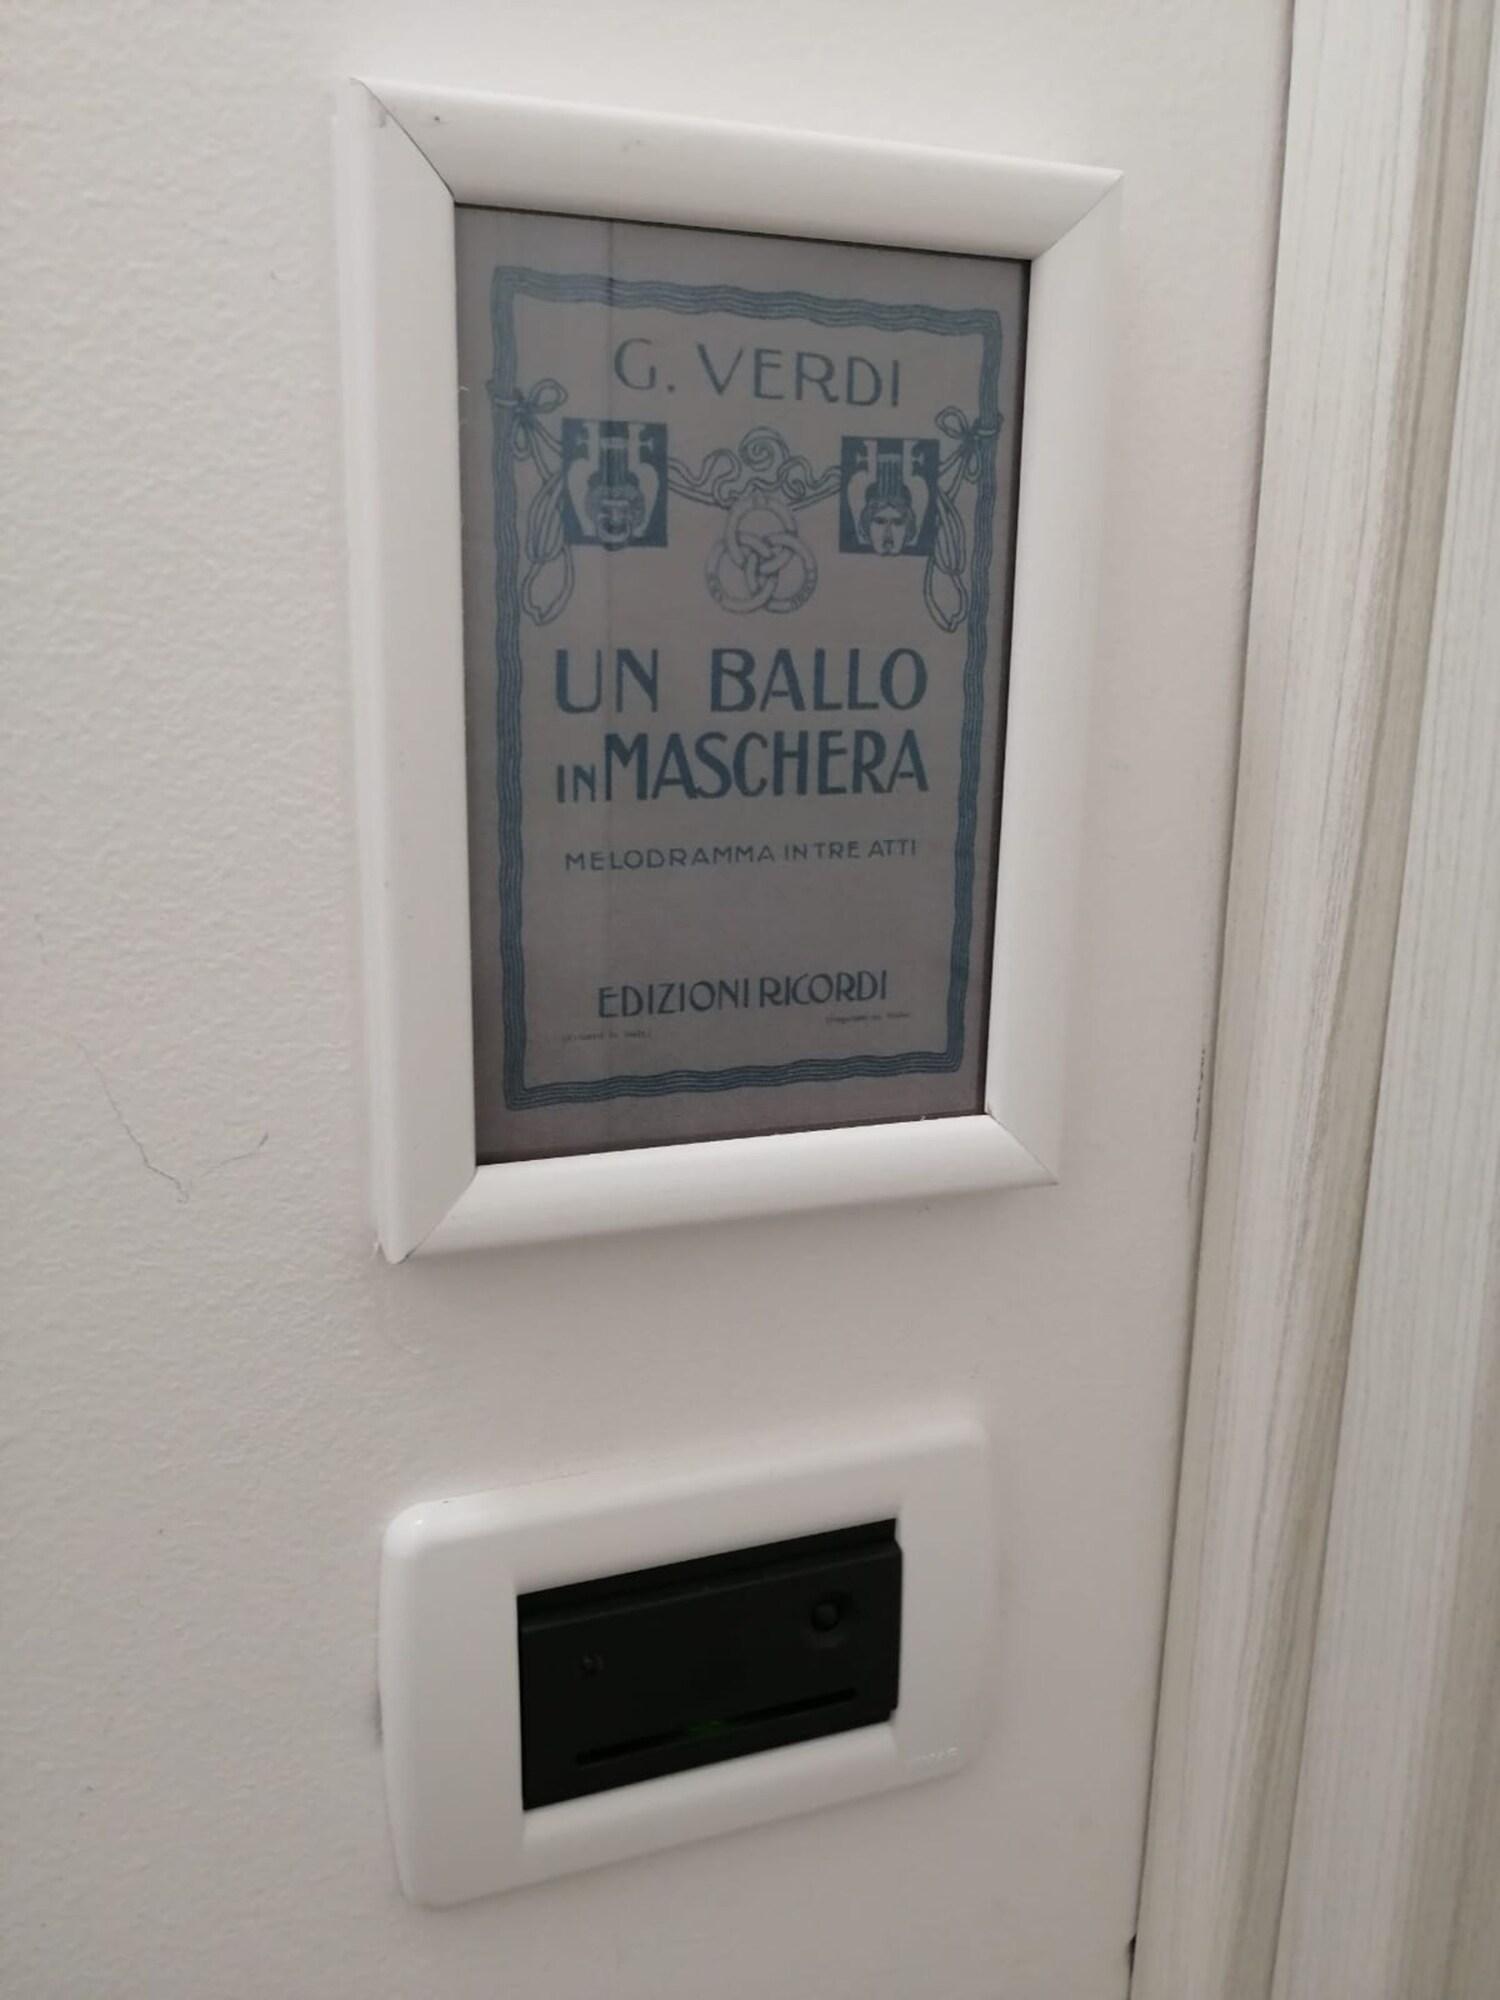 G. VERDI
UN BALLO
IN MASCHERA
MELODRAMMA IN TRE ATTI
EDIZIONI RICORDI